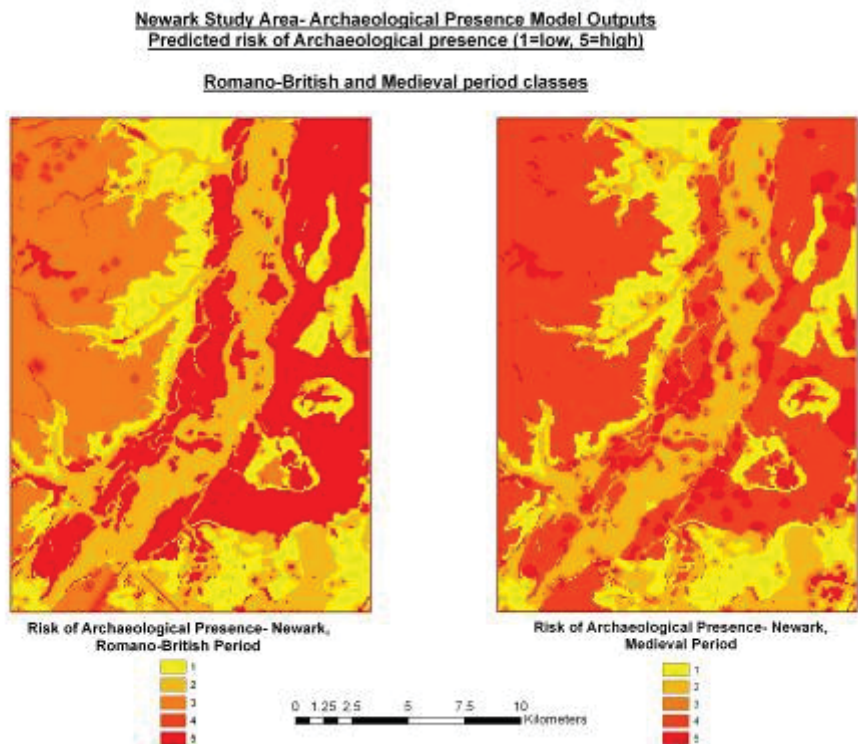 Newark Study Area- Archaeological Presence Model Outputs
Predicted risk of Archaeological presence (1=low, 5=high)
Romano-British and Medieval period classes
Risk of Archaeological Presence- Newark,
Romano-British Period
1
2
3
4
5
0 1.25 2.5 5 7.5 10
Kilometers
Risk of Archaeological Presence- Newark,
Medieval Period
1
2
3
4
5